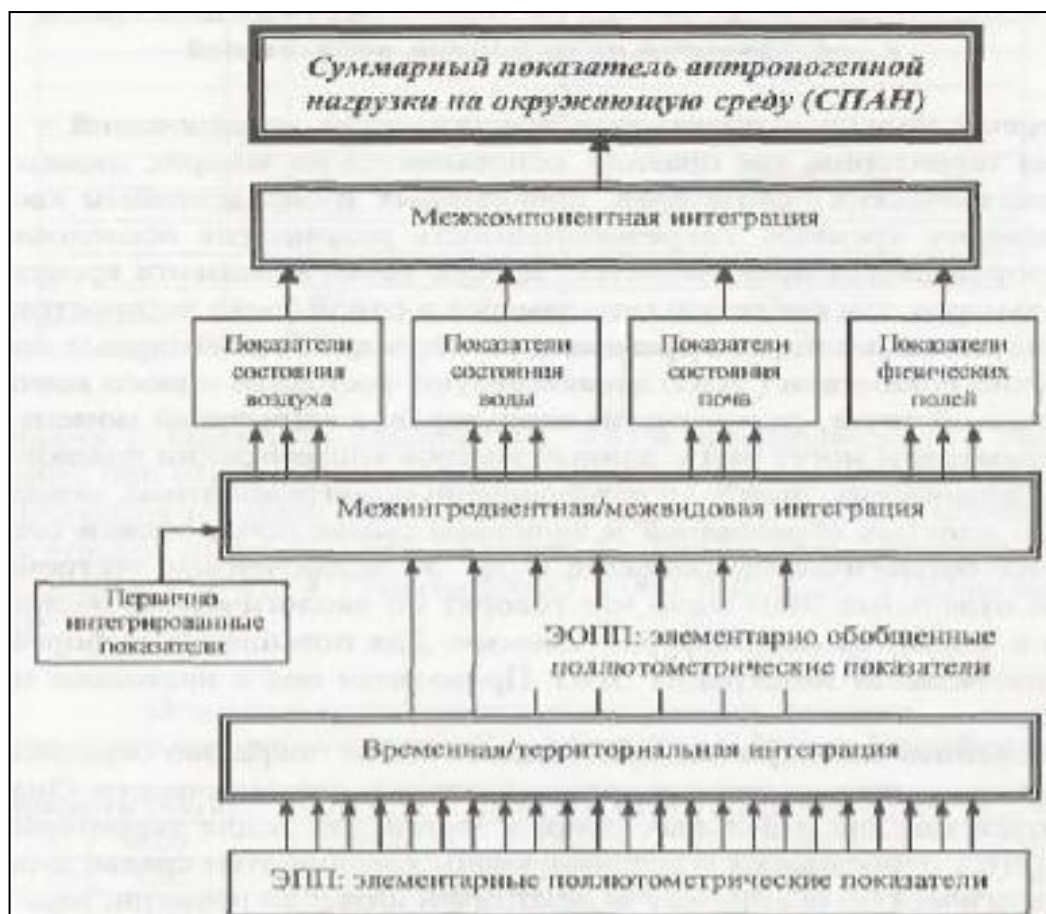 Суммарный показатель антропогенной
нагрузки на окружающую среду (СПАН)
Межкомпонентная интеграция
Показатели
состояния
воздуха
Показатели
состояния
воды
Показатели
состояния
почв
Показатели
физических
полей
Межингредиентная/межвидовая интеграция
Первично
интегрированные
показатели
ЭОПП: элементарно обобщенные
поллютометрические показатели
Временная/территориальная интеграция
ЭПП: элементарные поллютометрические показатели